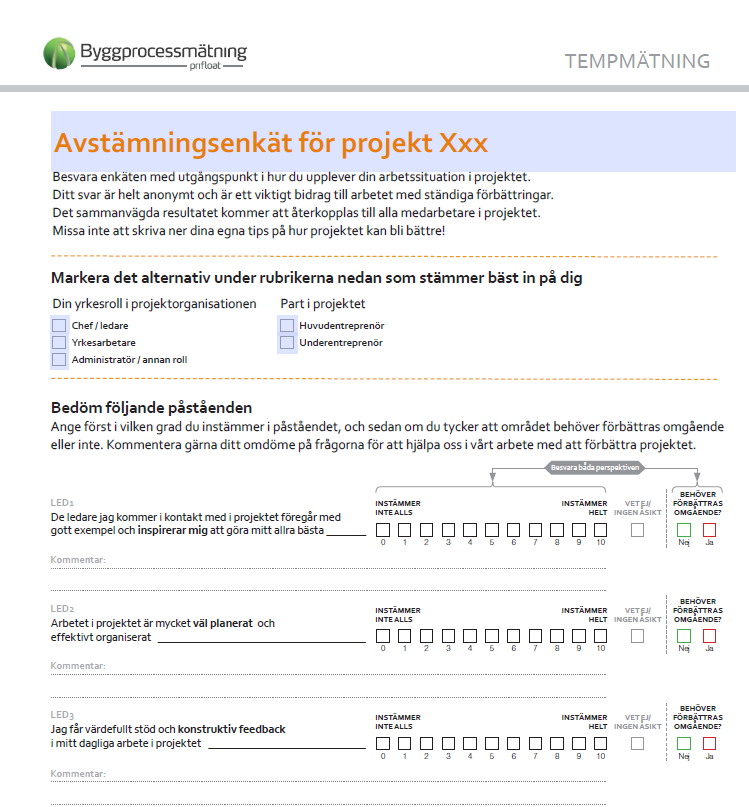 Byggprocessmätning
prifloat
TEMPMÄTNING
Avstämningsenkät för projekt Xxx
Besvara enkäten med utgångspunkt i hur du upplever din arbetssituation i projektet.
Ditt svar är helt anonymt och är ett viktigt bidrag till arbetet med ständiga förbättringar.
Det sammanvägda resultatet kommer att återkopplas till alla medarbetare i projektet.
Missa inte att skriva ner dina egna tips på hur projektet kan bli bättre!
Markera det alternativ under rubrikerna nedan som stämmer bäst in på dig
Din yrkesroll i projektorganisationen Part i projektet
Chef / ledare Huvudentreprenör
Yrkesarbetare Underentreprenör
Administratör / annan roll
Bedöm följande påståenden
Ange först i vilken grad du instämmer i påståendet, och sedan om du tycker att området behöver förbättras omgående
eller inte. Kommentera gärna ditt omdöme på frågorna för att hjälpa oss i vårt arbete med att förbättra projektet.
Besvara båda perspektiven
LED1
De ledare jag kommer i kontakt med i projektet föregår med
gott exempel och inspirerar mig att göra mitt allra bästa
INSTÄMMER
INTE ALLS
INSTÄMMER
HELT
VET EJ/
INGEN ÅSIKT
BEHÖVER
FÖRBÄTTRAS
OMGÅENDE?
0 1 2 3 4 5 6 7 8 9 10 Nej Ja
Kommentar:
LED2
Arbetet i projektet är mycket väl planerat och
effektivt organiserat
INSTÄMMER
INTE ALLS
INSTÄMMER
HELT
VET EJ/
INGEN ÅSIKT
BEHÖVER
FÖRBÄTTRAS
OMGÅENDE?
0 1 2 3 4 5 6 7 8 9 10 Nej Ja
Kommentar:
LED3
Jag får värdefullt stöd och konstruktiv feedback
i mitt dagliga arbete i projektet
INSTÄMMER
INTE ALLS
INSTÄMMER
HELT
VET EJ/
INGEN ÅSIKT
BEHÖVER
FÖRBÄTTRAS
OMGÅENDE?
0 1 2 3 4 5 6 7 8 9 10 Nej Ja
Kommentar: